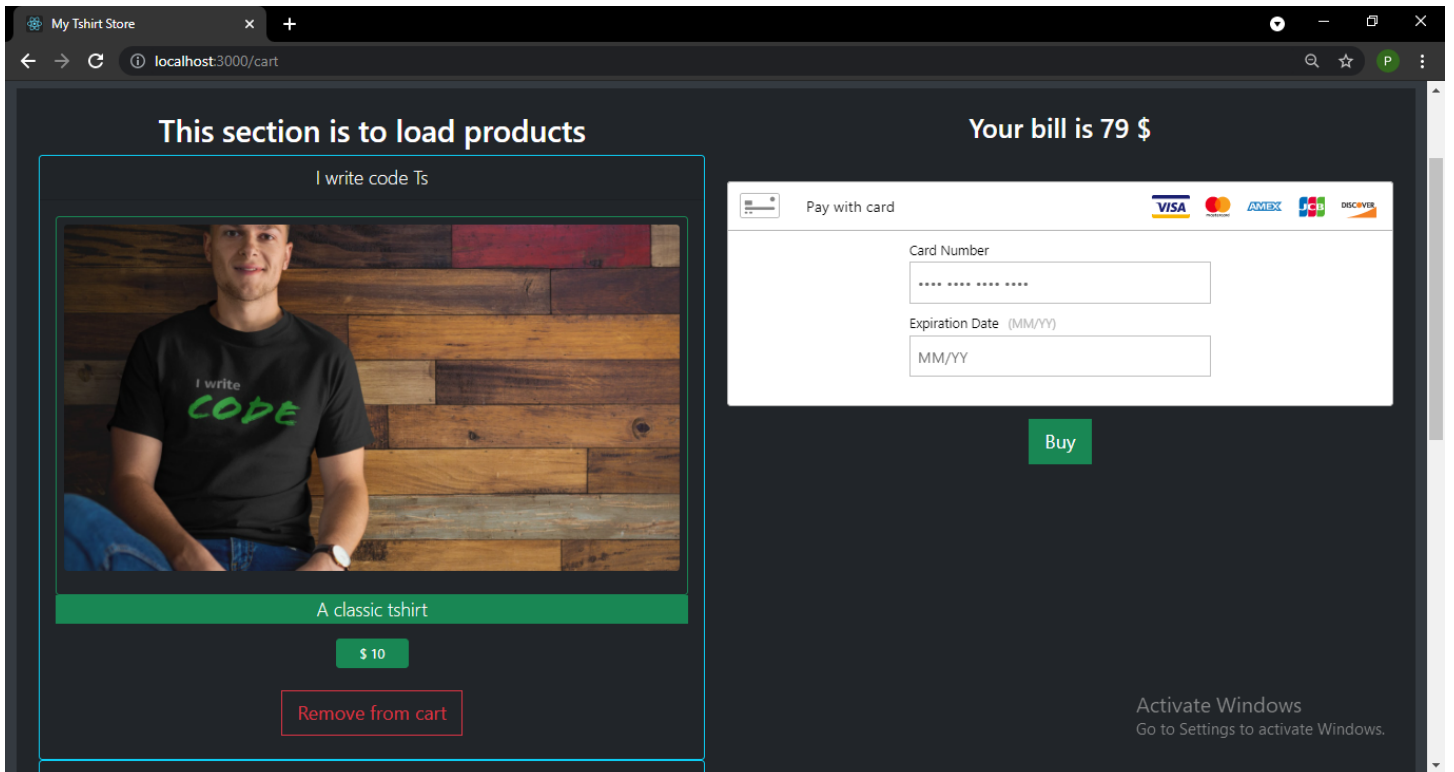 My Tshirt Store
localhost:3000/cart
P
This section is to load products
I write code Ts
I write
CODE
A classic tshirt
$ 10
Remove from cart
Your bill is 79 $
Pay with card
VISA
mastercard
AMEX
JCB
DISCOVER
Card Number
•••• •••• •••• ••••
Expiration Date (MM/YY)
MM/YY
Buy
Activate Windows
Go to Settings to activate Windows.